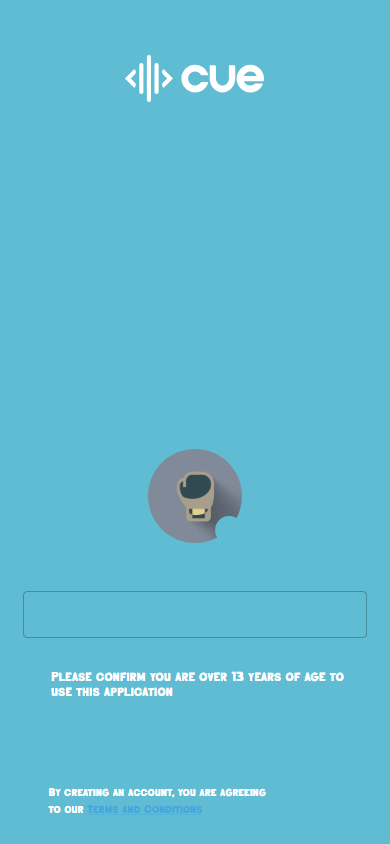 cue
Please confirm you are over 13 years of age to
use this application
By creating an account, you are agreeing
to our Terms and Conditions